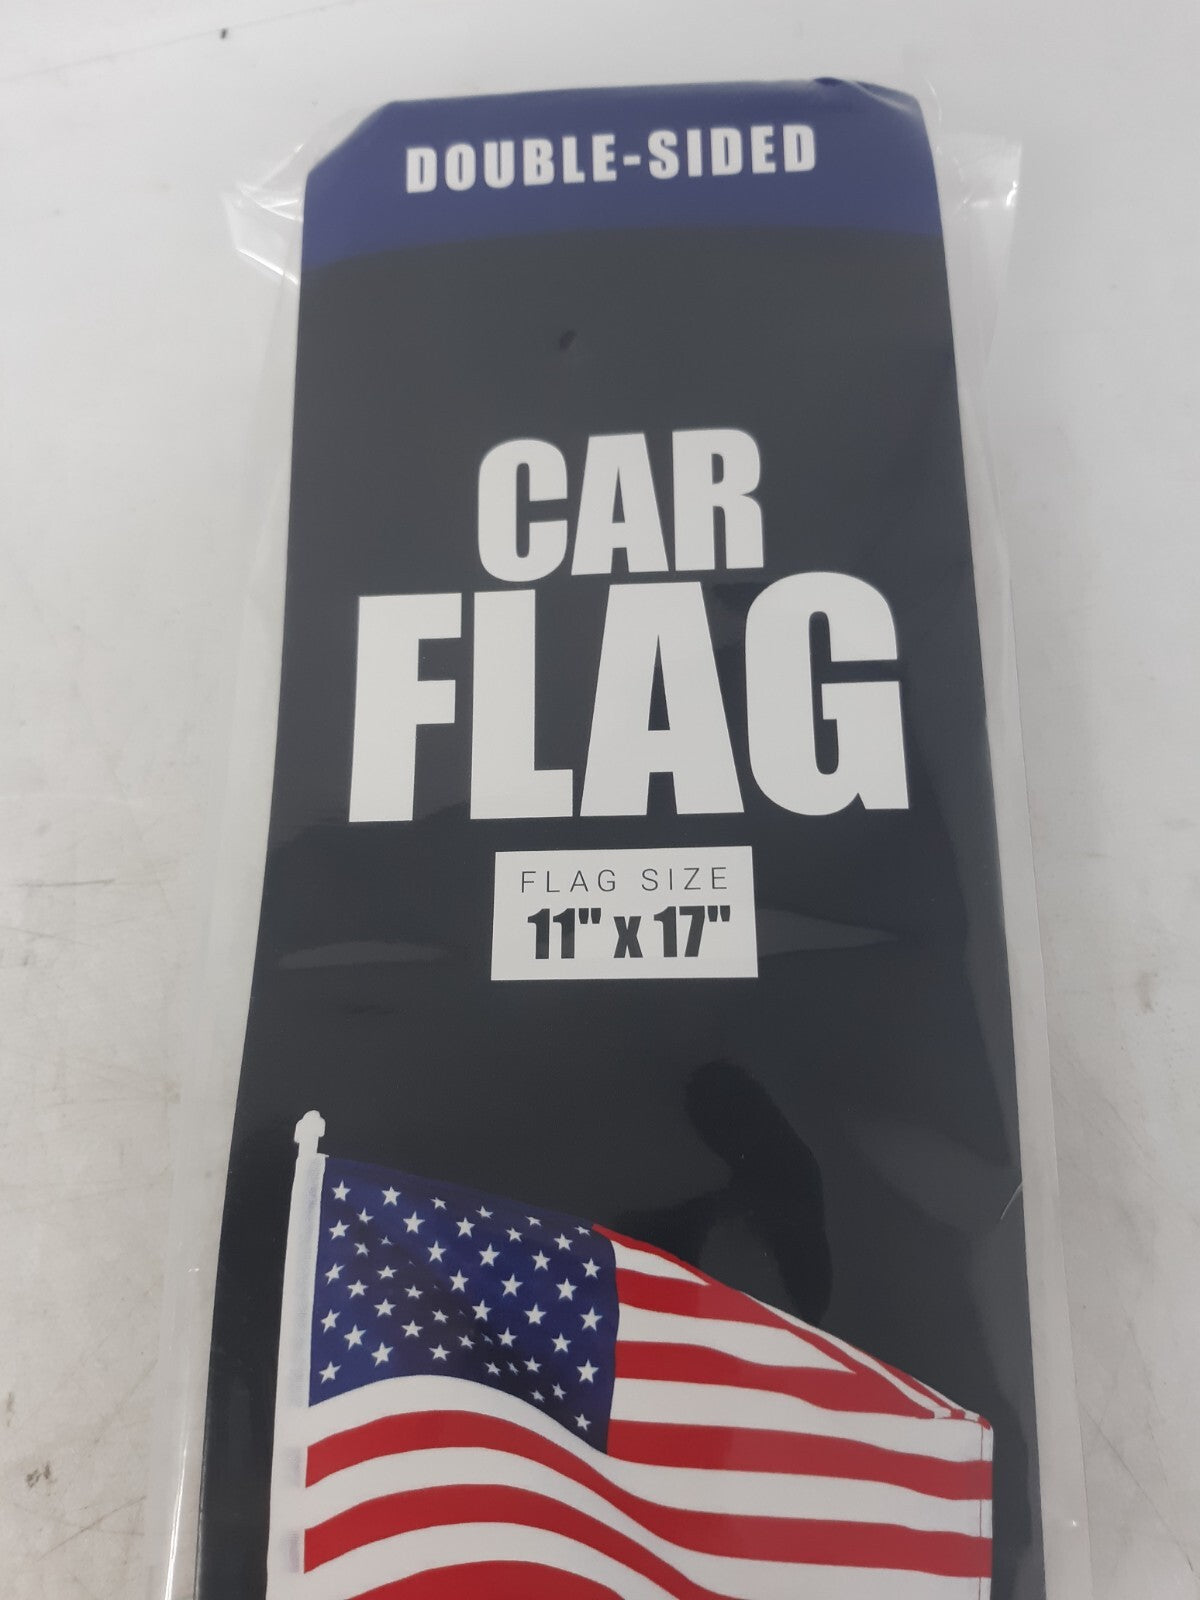 DOUBLE-SIDED
CAR
FLAG
FLAG SIZE
11" x 17"